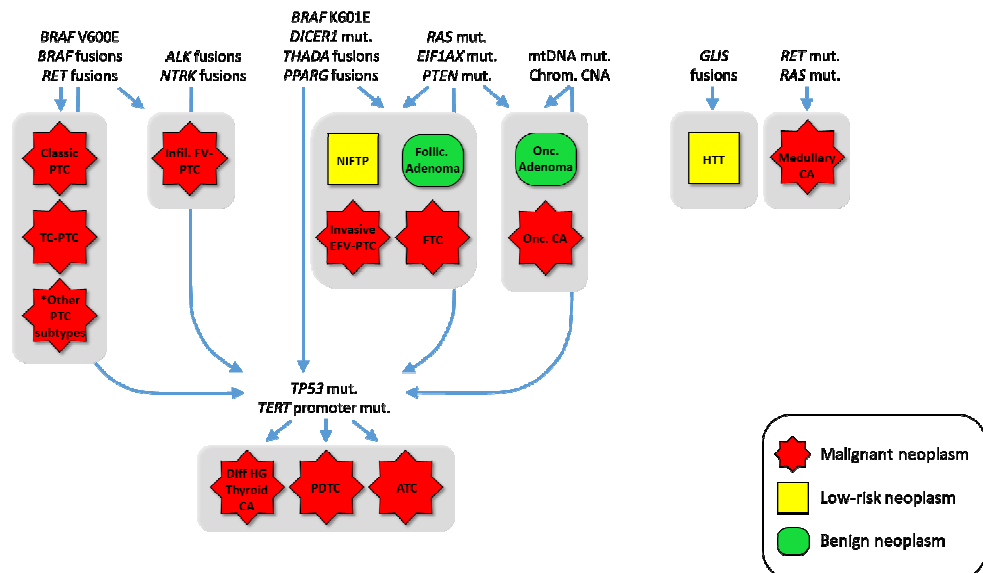 BRAF V600E
BRAF fusions
RET fusions
ALK fusions
NTRK fusions
BRAF K601E
DICER1 mut.
THADA fusions
PPARG fusions
RAS mut.
EIF1AX mut.
PTEN mut.
mtDNA mut.
Chrom. CNA
GLIS
fusions
RET mut.
RAS mut.
Classic
PTC
TC-PTC
*Other
PTC
subtypes
Infil. FV-
PTC
NIFTP
Follic.
Adenoma
Invasive
EFV-PTC
FTC
Onc.
Adenoma
Onc. CA
HTT
Medullary
CA
TP53 mut.
TERT promoter mut.
Diff HG
Thyroid
CA
PDTC
ATC
Malignant neoplasm
Low-risk neoplasm
Benign neoplasm